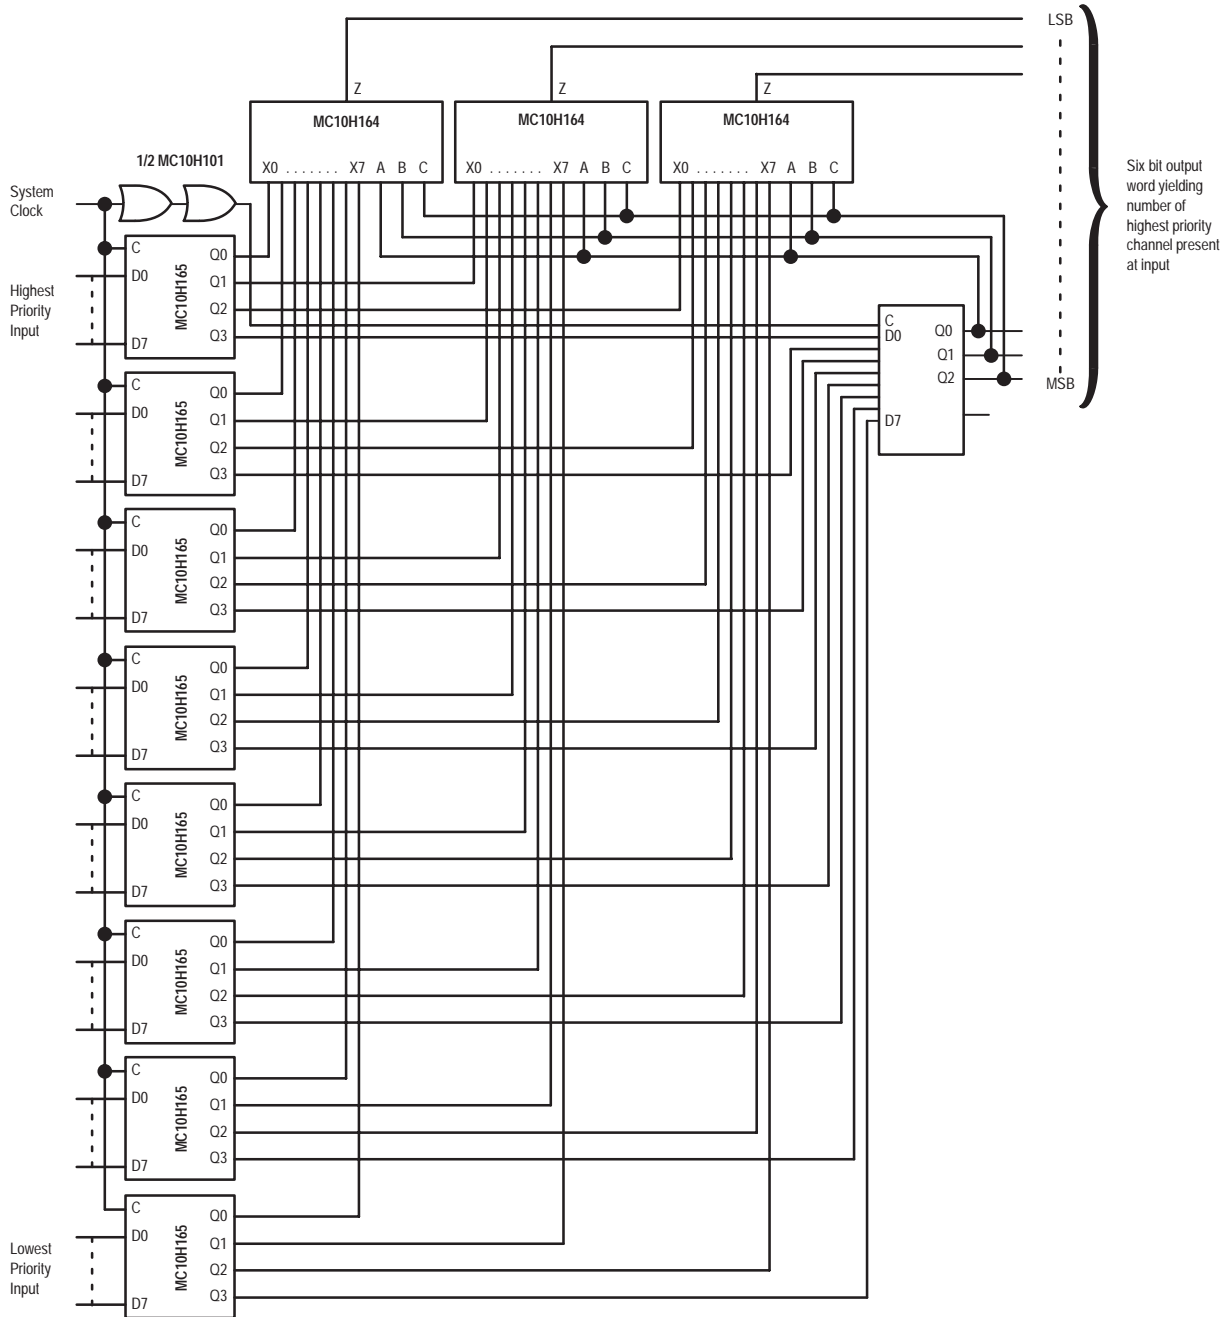 LSB
Z
Z
Z
MC10H164
MC10H164
MC10H164
1/2 MC10H101
X0 . . . . . . . X7 A B C
X0 . . . . . . . X7 A B C
X0 . . . . . . . X7 A B C
System
Clock
Six bit output
word yielding
number of
highest priority
channel present
at input
C
D0
D7
MC10H165
Q0
Q1
Q2
Q3
Highest
Priority
Input
C
D0
D7
Q0
Q1
Q2
MSB
C
D0
D7
MC10H165
Q0
Q1
Q2
Q3
C
D0
D7
MC10H165
Q0
Q1
Q2
Q3
C
D0
D7
MC10H165
Q0
Q1
Q2
Q3
C
D0
D7
MC10H165
Q0
Q1
Q2
Q3
C
D0
D7
MC10H165
Q0
Q1
Q2
Q3
C
D0
D7
MC10H165
Q0
Q1
Q2
Q3
C
D0
D7
MC10H165
Q0
Q1
Q2
Q3
Lowest
Priority
Input